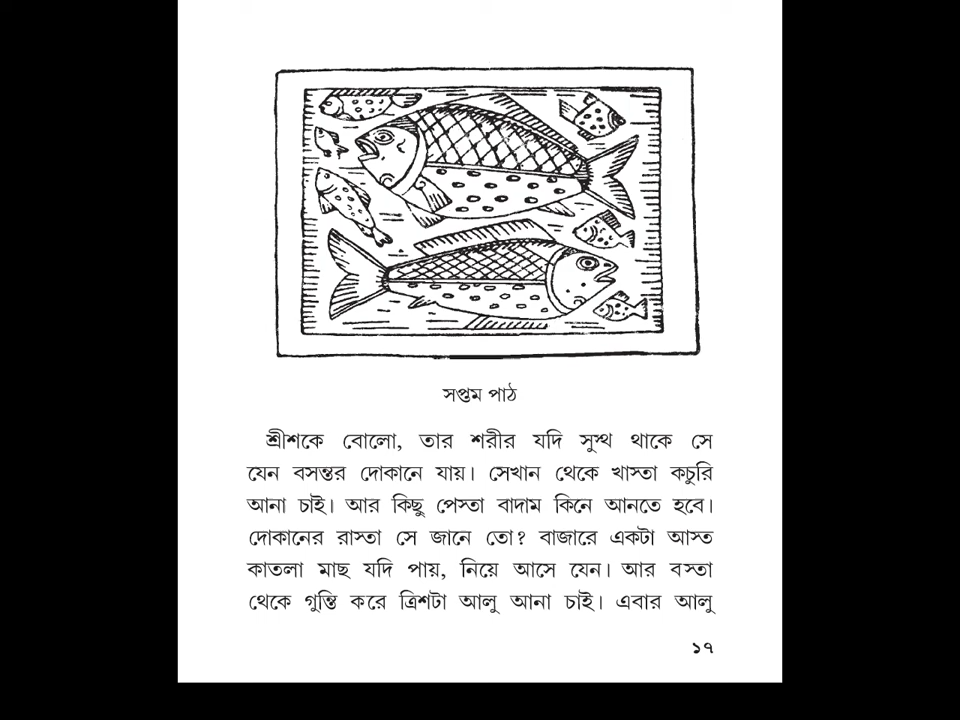 সপ্তম পাঠ
শ্রীশকে বোলো, তার শরীর যদি সুস্থ থাকে সে
যেন বসন্তর দোকানে যায়। সেখান থেকে খাস্তা কচুরি
আনা চাই। আর কিছু পেস্তা বাদাম কিনে আনতে হবে।
দোকানের রাস্তা সে জানে তো? বাজারে একটা আস্ত
কাতলা মাছ যদি পায়, নিয়ে আসে যেন। আর বস্তা
থেকে গুন্তি করে ত্রিশটা আলু আনা চাই। এবার আলু
১৭